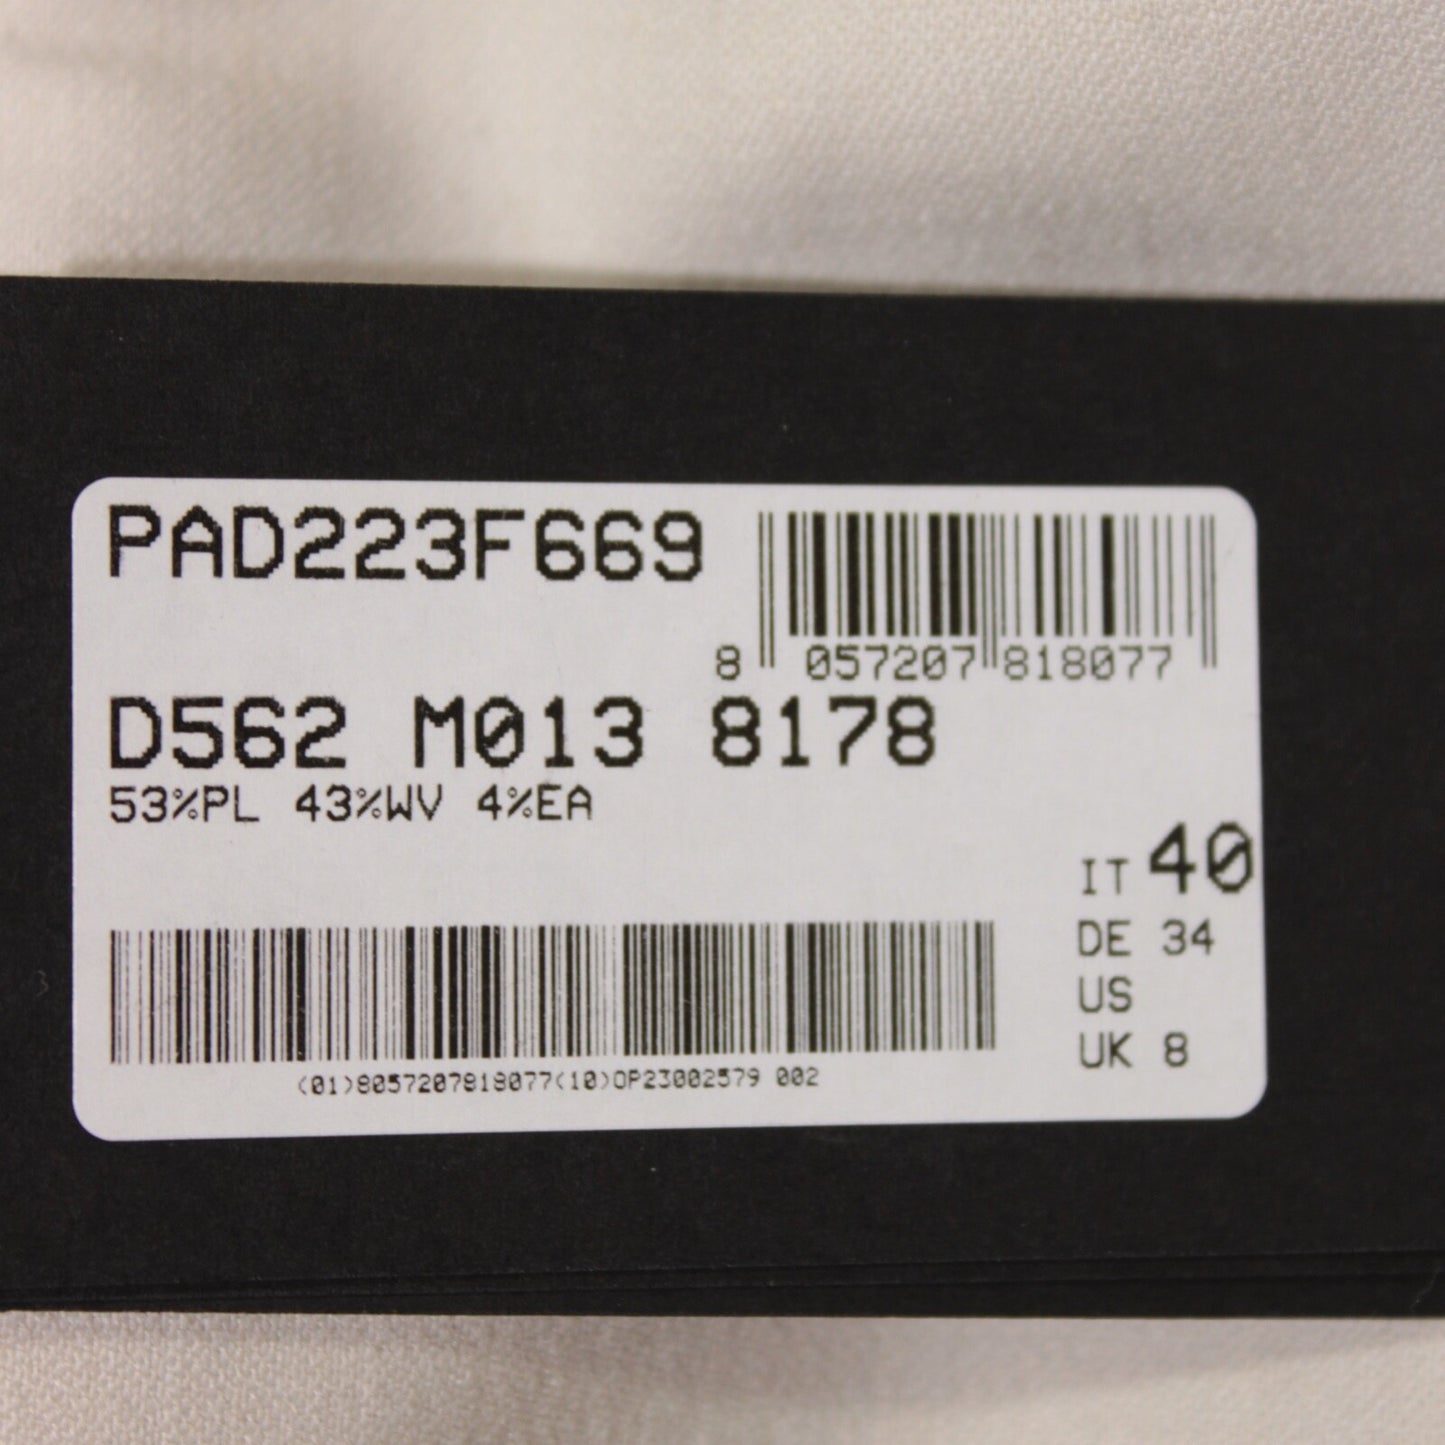 PAD223F669
8 057207 818077
D562 M013 8178
53%PL 43%WV 4%EA
IT 40
DE 34
US
UK 8
(01)8057207818077(10)OP23002579 002